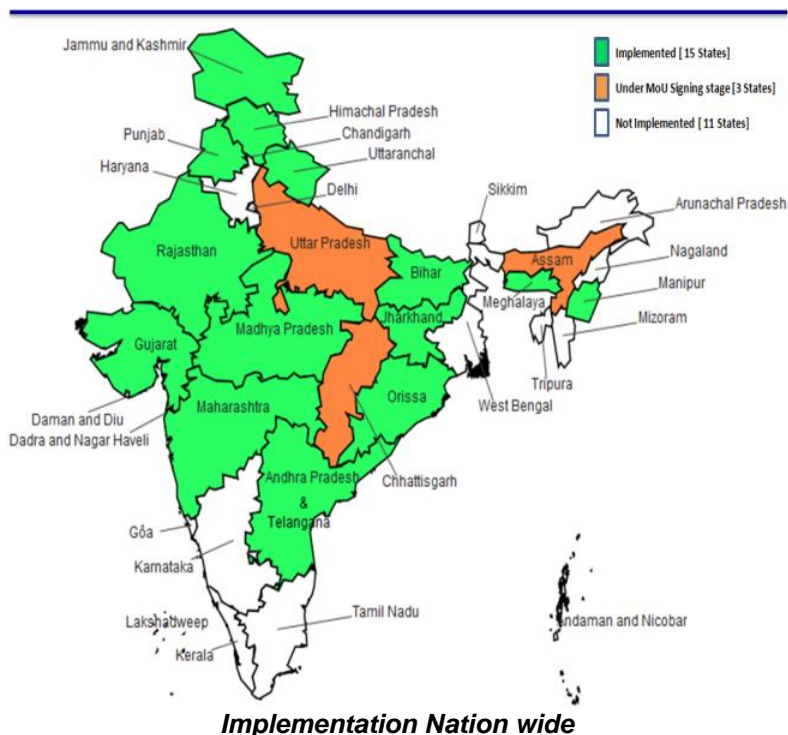 Jammu and Kashmir
Implemented [ 15 States]
Under MoU Signing stage [3 States]
Not Implemented [ 11 States]
Himachal Pradesh
Punjab
Chandigarh
Haryana
Uttaranchal
Delhi
Sikkim
Arunachal Pradesh
Rajasthan
Uttar Pradesh
Assam
Nagaland
Bihar
Meghalaya
Manipur
Jharkhand
Madhya Pradesh
Mizoram
Gujarat
Tripura
Orissa
Maharashtra
West Bengal
Daman and Diu
Dadra and Nagar Haveli
Chhattisgarh
Andhra Pradesh
&
Telangana
Gôa
Karnataka
Lakshadweep
Tamil Nadu
Andaman and Nicobar
Kerala
Implementation Nation wide